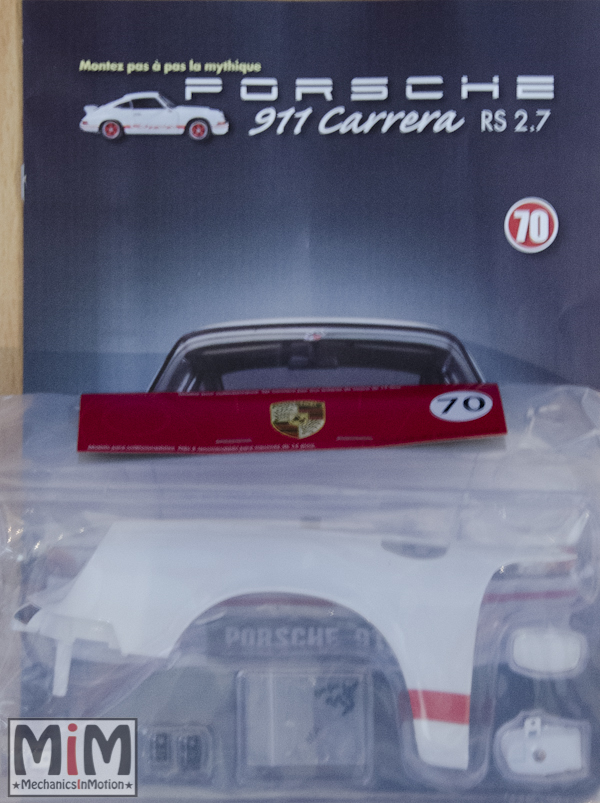 Montez pas à pas la mythique
PORSCHE
911 Carrera RS 2.7
70
70
PORSCHE 91
MiM
★MechanicsInMotion★